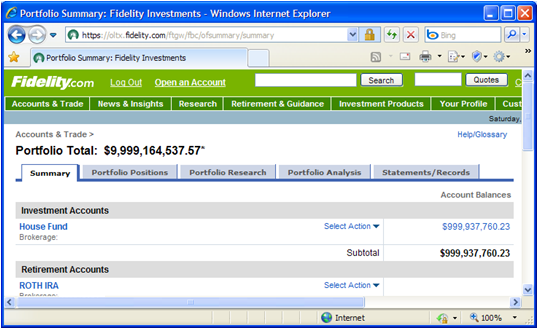 Portfolio Summary: Fidelity Investments - Windows Internet Explorer
https://oltx.fidelity.com/ftgw/fbc/ofsummary/summary Bing
Portfolio Summary: Fidelity Investments
Fidelity.com Log Out Open an Account Search Quotes
Accounts & Trade News & Insights Research Retirement & Guidance Investment Products Your Profile Cust
Saturday,
Accounts & Trade > Help/Glossary
Portfolio Total: $9,999,164,537.57*
Summary Portfolio Positions Portfolio Research Portfolio Analysis Statements/Records
Account Balances
Investment Accounts
House Fund Select Action $999,937,760.23
Brokerage:
Subtotal $999,937,760.23
Retirement Accounts
ROTH IRA Select Action
Internet 100%